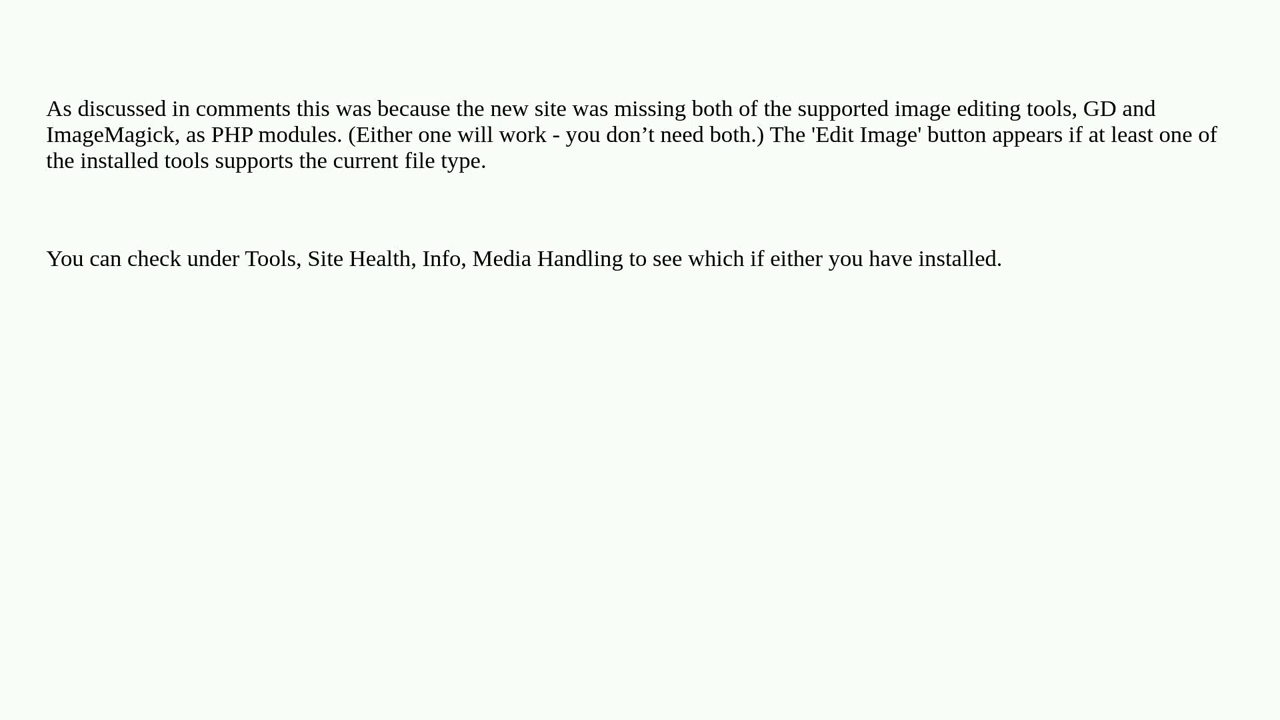 As discussed in comments this was because the new site was missing both of the supported image editing tools, GD and
ImageMagick, as PHP modules. (Either one will work - you don’t need both.) The 'Edit Image' button appears if at least one of
the installed tools supports the current file type.
You can check under Tools, Site Health, Info, Media Handling to see which if either you have installed.